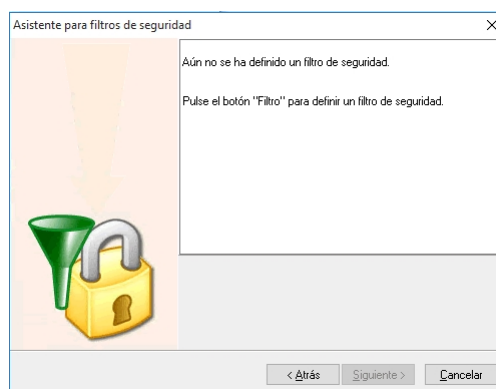 Asistente para filtros de seguridad
Aún no se ha definido un filtro de seguridad.
Pulse el botón "Filtro" para definir un filtro de seguridad.
< Atrás
Siguiente >
Cancelar